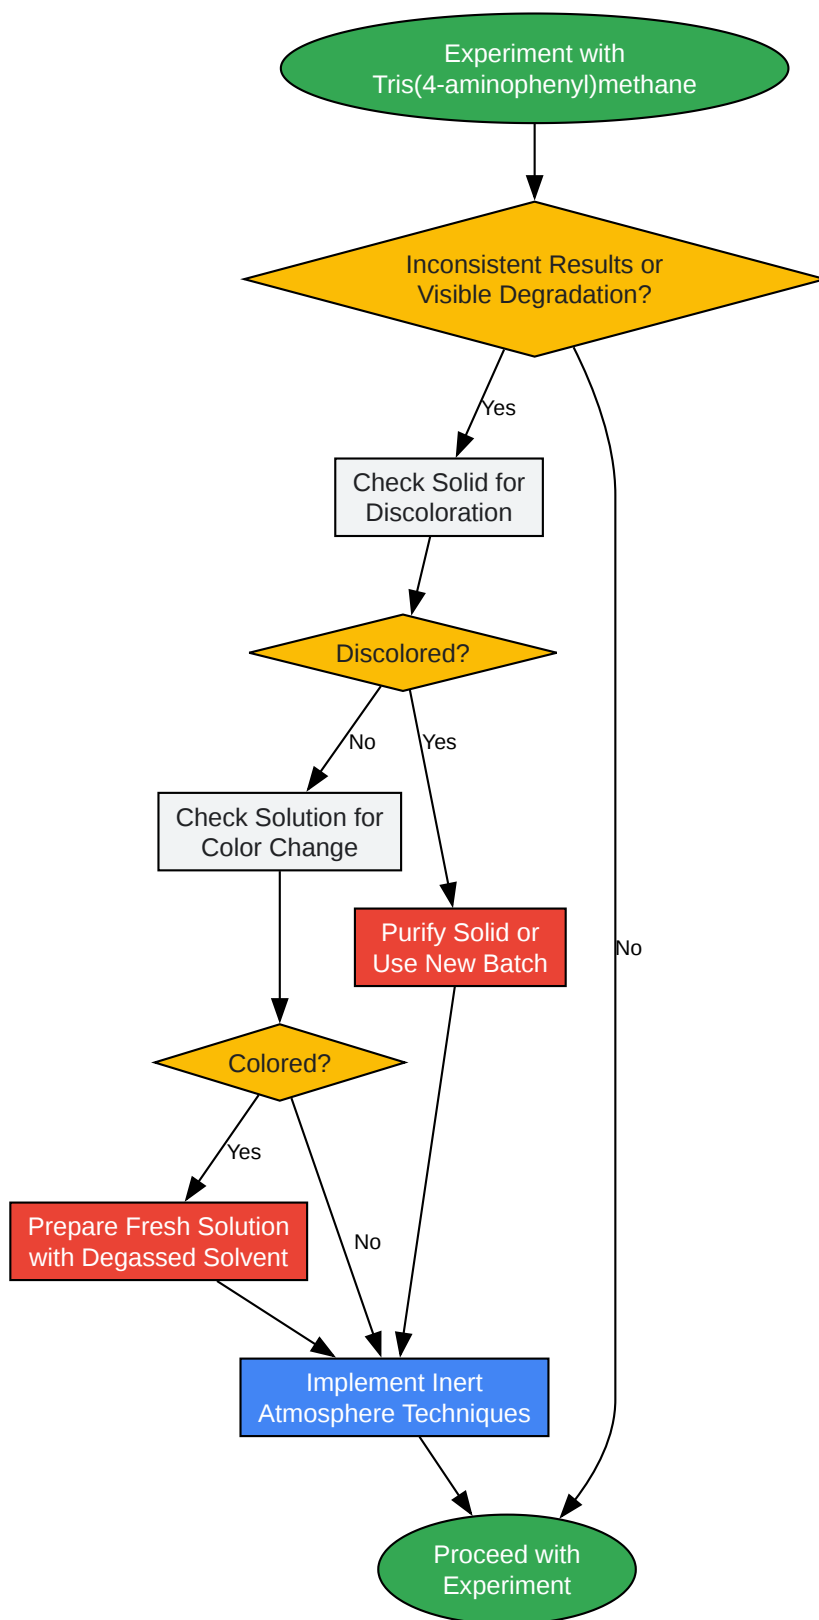 Experiment with
Tris(4-aminophenyl)methane
Inconsistent Results or
Visible Degradation?
Yes
Check Solid for
Discoloration
Discolored?
No
Yes
Check Solution for
Color Change
Purify Solid or
Use New Batch
No
Colored?
Yes
Prepare Fresh Solution
with Degassed Solvent
No
Implement Inert
Atmosphere Techniques
Proceed with
Experiment